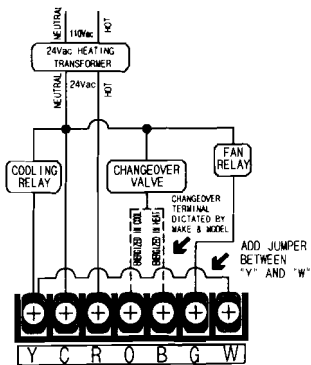 NEUTRAL
110Vac
HOT
24Vac HEATING
TRANSFORMER
NEUTRAL
24Vac
HOT
COOLING
RELAY
CHANGEOVER
VALVE
FAN
RELAY
ENERGIZED IN COOL
ENERGIZED IN HEAT
CHANGEOVER
TERMINAL
DICTATED BY
MAKE & MODEL
ADD JUMPER
BETWEEN
"Y" AND "W"
Y C R O B G W